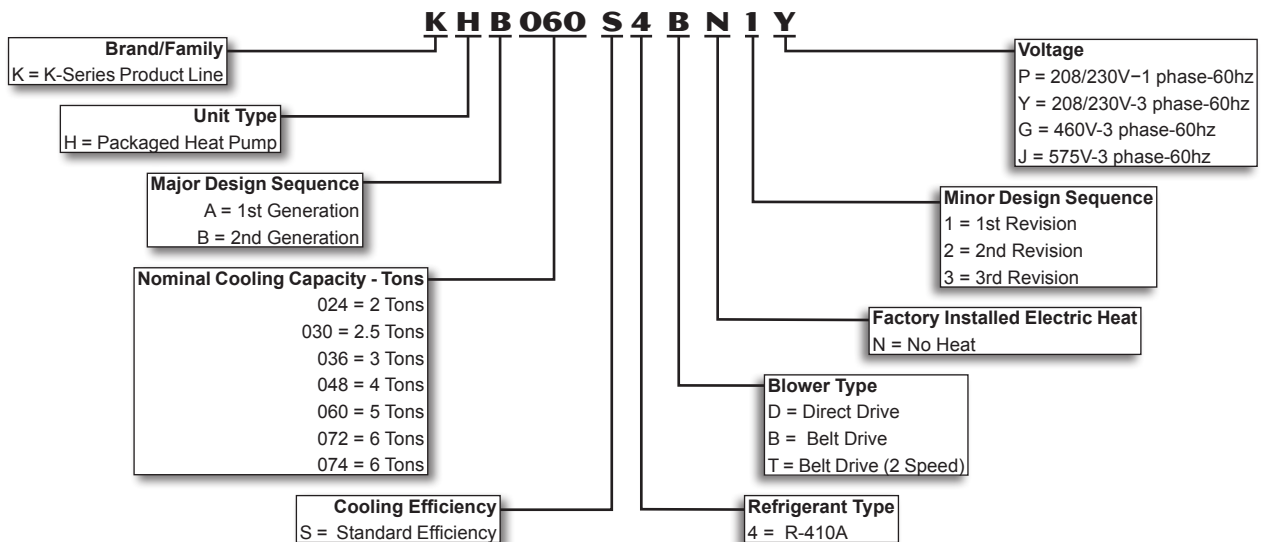 K H B 060 S 4 B N 1 Y
Brand/Family
K = K-Series Product Line
Unit Type
H = Packaged Heat Pump
Major Design Sequence
A = 1st Generation
B = 2nd Generation
Nominal Cooling Capacity - Tons
024 = 2 Tons
030 = 2.5 Tons
036 = 3 Tons
048 = 4 Tons
060 = 5 Tons
072 = 6 Tons
074 = 6 Tons
Cooling Efficiency
S = Standard Efficiency
Voltage
P = 208/230V−1 phase-60hz
Y = 208/230V-3 phase-60hz
G = 460V-3 phase-60hz
J = 575V-3 phase-60hz
Minor Design Sequence
1 = 1st Revision
2 = 2nd Revision
3 = 3rd Revision
Factory Installed Electric Heat
N = No Heat
Blower Type
D = Direct Drive
B = Belt Drive
T = Belt Drive (2 Speed)
Refrigerant Type
4 = R-410A